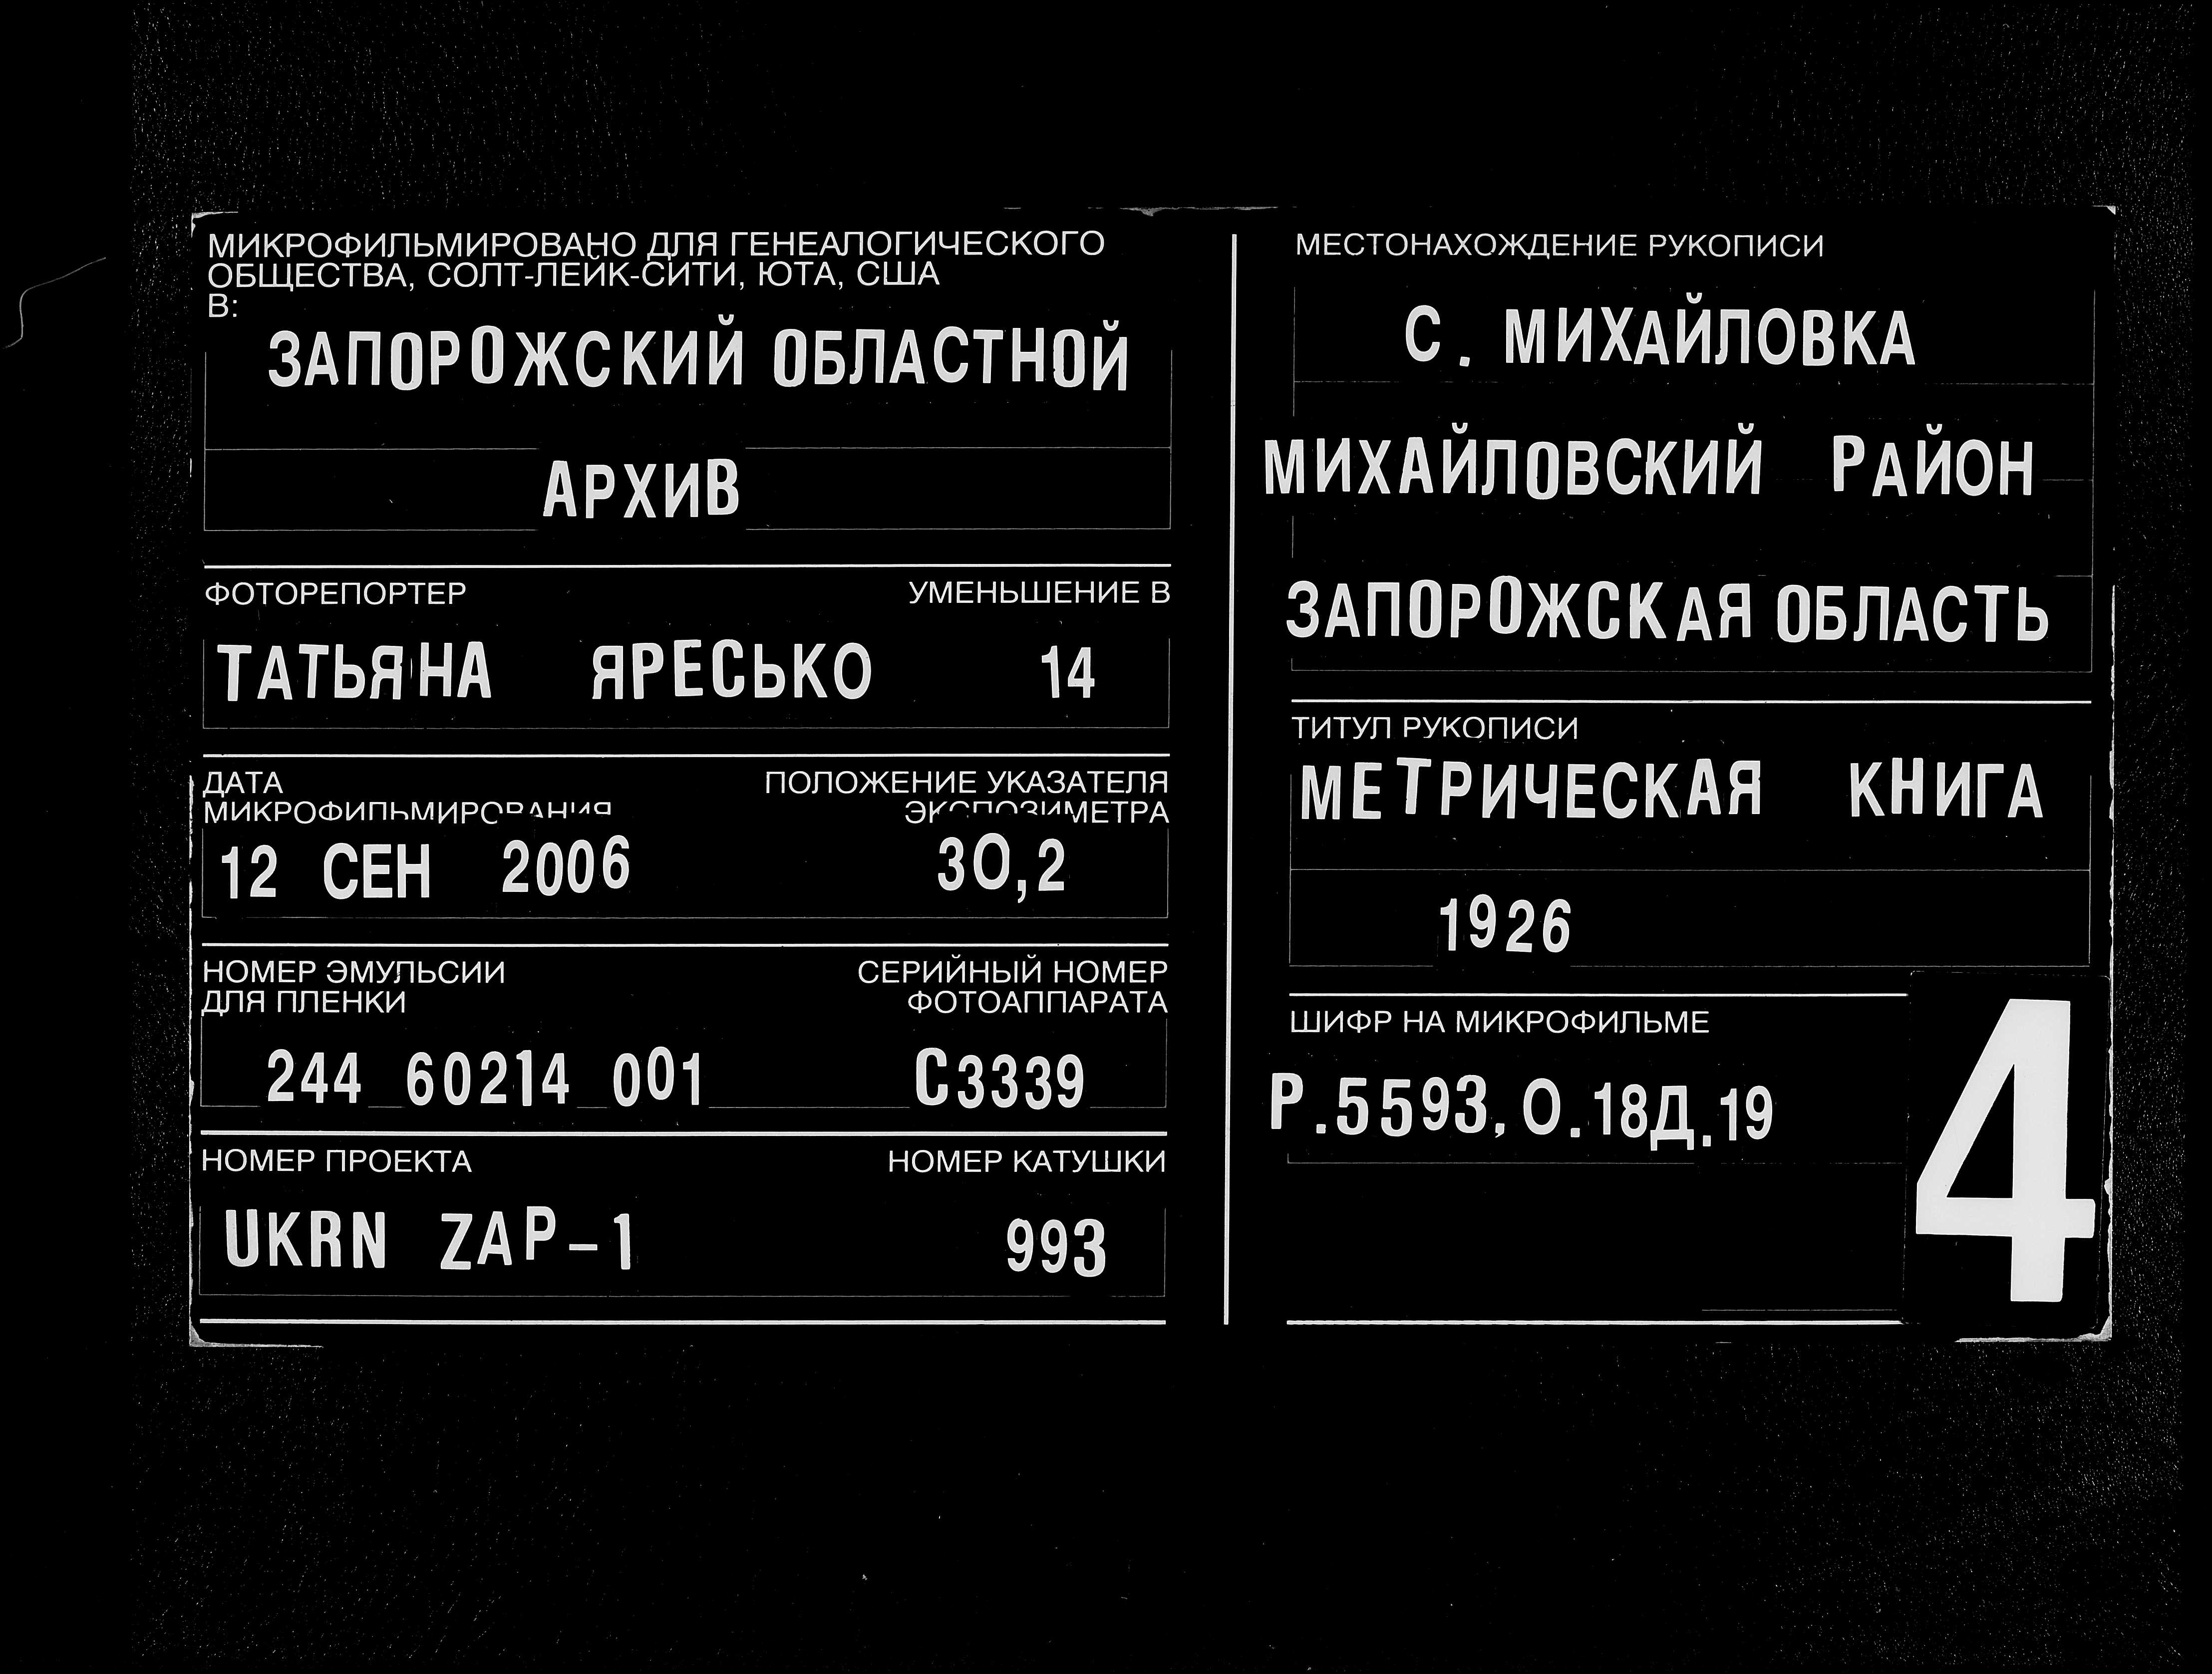 МИКРОФИЛЬМИРОВАНО ДЛЯ ГЕНЕАЛОГИЧЕСКОГО
ОБЩЕСТВА, СОЛТ-ЛЕЙК-СИТИ, ЮТА, США
В:
ЗАПОРОЖСКИЙ ОБЛАСТНОЙ
АРХИВ
ФОТОРЕПОРТЕР УМЕНЬШЕНИЕ В
ТАТЬЯНА ЯРЕСЬКО 14
ДАТА ПОЛОЖЕНИЕ УКАЗАТЕЛЯ
МИКРОФИЛЬМИРОВАНИЯ ЭКСПОЗИМЕТРА
12 СЕН 2006 30,2
НОМЕР ЭМУЛЬСИИ СЕРИЙНЫЙ НОМЕР
ДЛЯ ПЛЕНКИ ФОТОАППАРАТА
244 60214 001 С3339
НОМЕР ПРОЕКТА НОМЕР КАТУШКИ
UKRN ZAP-1 993
МЕСТОНАХОЖДЕНИЕ РУКОПИСИ
С. МИХАЙЛОВКА
МИХАЙЛОВСКИЙ РАЙОН
ЗАПОРОЖСКАЯ ОБЛАСТЬ
ТИТУЛ РУКОПИСИ
МЕТРИЧЕСКАЯ КНИГА
1926
ШИФР НА МИКРОФИЛЬМЕ
Р.5593, О.18Д.19
4